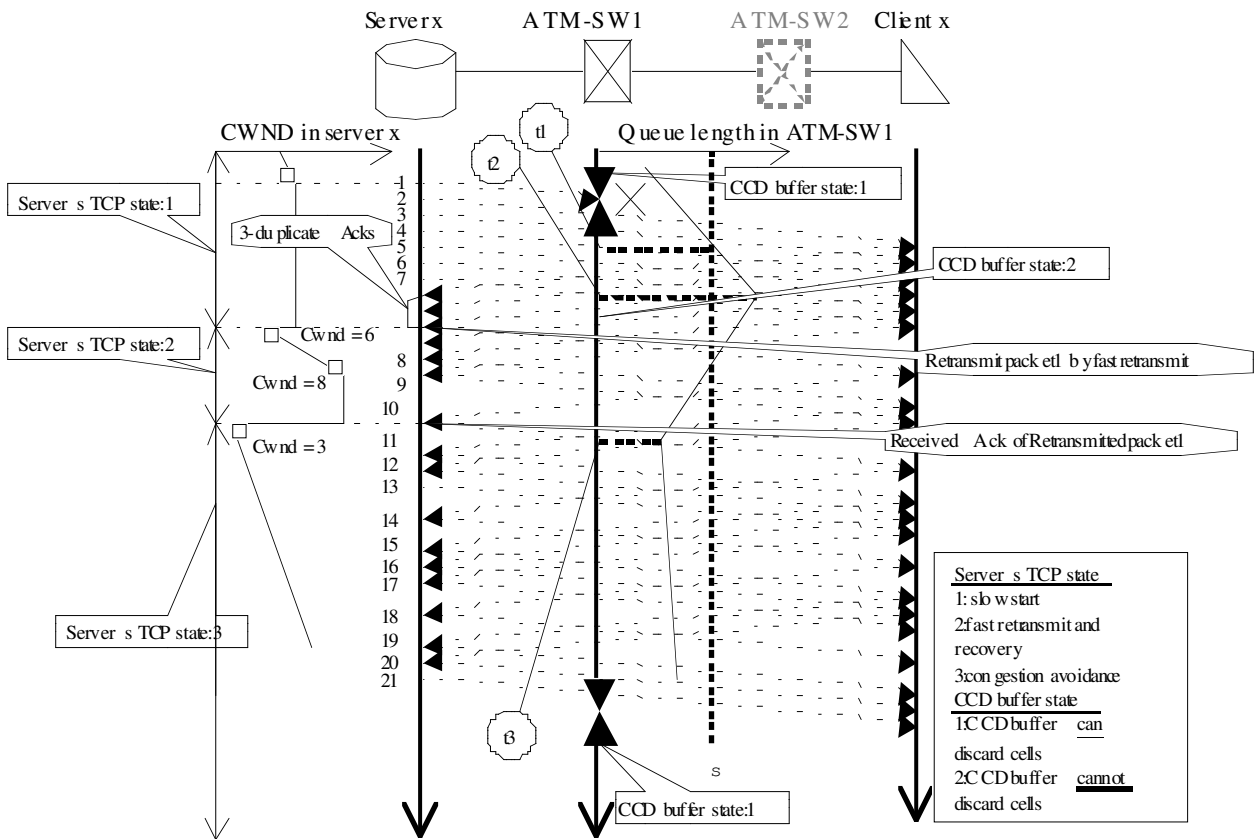 Server x
ATM-SW1
ATM-SW2
Client x
t1
CWND in server x
Queue length in ATM-SW1
t2
1
CCD buffer state:1
Server s TCP state:1
2
3
3-duplicate Acks
4
5
CCD buffer state:2
6
7
Cwnd = 6
Server s TCP state:2
8
Retransmit packet1 by fast retransmit
Cwnd = 8
9
10
Cwnd = 3
11
Received Ack of Retransmitted packet1
12
13
14
15
16
17
18
Server s TCP state:3
19
20
21
t3
s
CCD buffer state:1
Server s TCP state
1: slow start
2:fast retransmit and
recovery
3:congestion avoidance
CCD buffer state
1:CCD buffer can
discard cells
2:CCD buffer cannot
discard cells